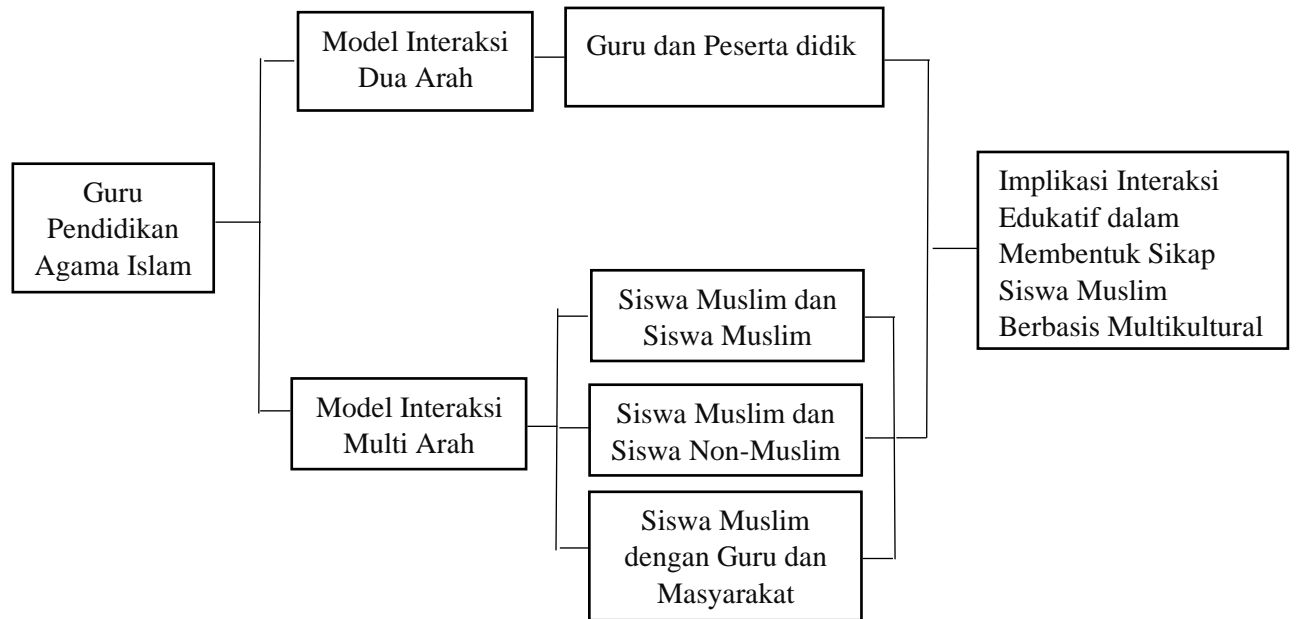 Guru
Pendidikan
Agama Islam
Model Interaksi
Dua Arah
Guru dan Peserta didik
Model Interaksi
Multi Arah
Siswa Muslim dan
Siswa Muslim
Siswa Muslim dan
Siswa Non-Muslim
Siswa Muslim
dengan Guru dan
Masyarakat
Implikasi Interaksi
Edukatif dalam
Membentuk Sikap
Siswa Muslim
Berbasis Multikultural